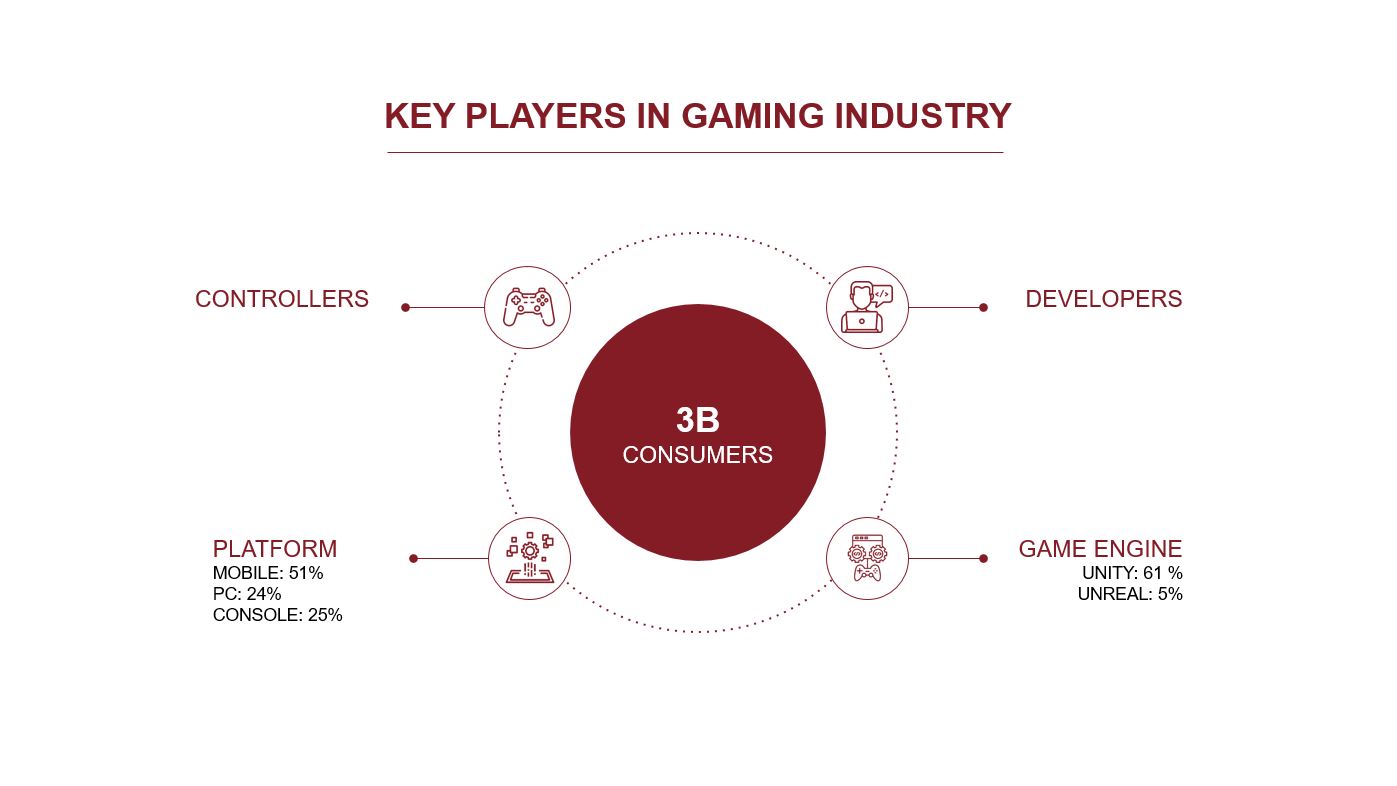 KEY PLAYERS IN GAMING INDUSTRY
CONTROLLERS
DEVELOPERS
3B
CONSUMERS
PLATFORM
MOBILE: 51%
PC: 24%
CONSOLE: 25%
GAME ENGINE
UNITY: 61 %
UNREAL: 5%